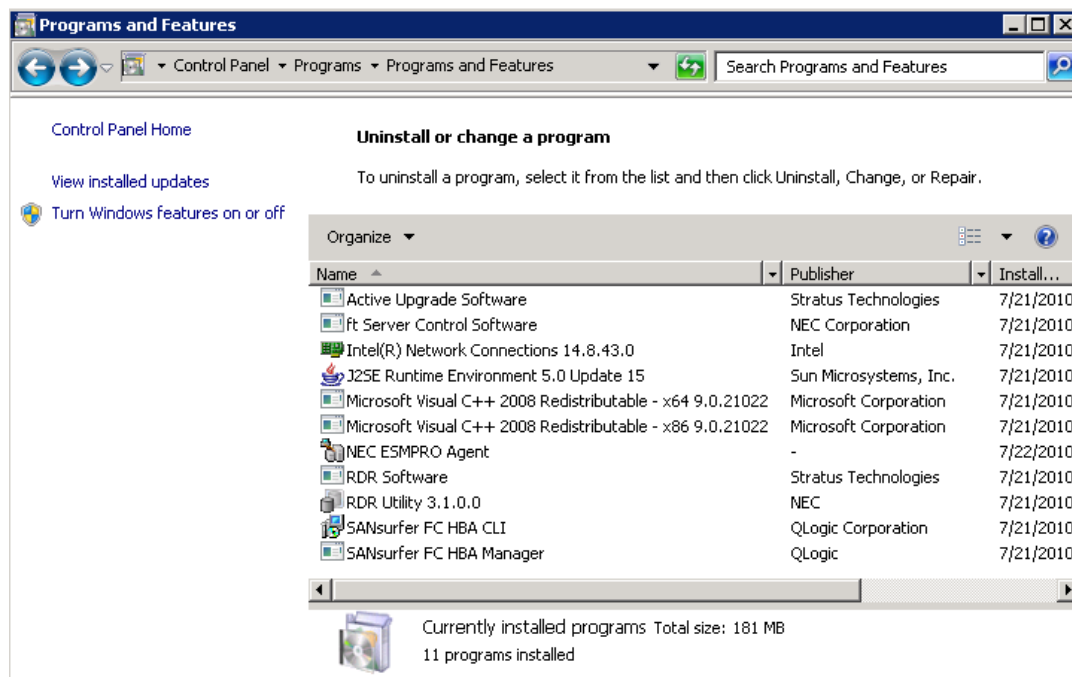 Programs and Features
Control Panel Programs Programs and Features Search Programs and Features
Control Panel Home
Uninstall or change a program
View installed updates
To uninstall a program, select it from the list and then click Uninstall, Change, or Repair.
Turn Windows features on or off
Organize
Name Publisher Install...
Active Upgrade Software Stratus Technologies 7/21/2010
ft Server Control Software NEC Corporation 7/21/2010
Intel(R) Network Connections 14.8.43.0 Intel 7/21/2010
J2SE Runtime Environment 5.0 Update 15 Sun Microsystems, Inc. 7/21/2010
Microsoft Visual C++ 2008 Redistributable - x64 9.0.21022 Microsoft Corporation 7/21/2010
Microsoft Visual C++ 2008 Redistributable - x86 9.0.21022 Microsoft Corporation 7/21/2010
NEC ESMPRO Agent - 7/22/2010
RDR Software Stratus Technologies 7/21/2010
RDR Utility 3.1.0.0 NEC 7/21/2010
SANsurfer FC HBA CLI QLogic Corporation 7/21/2010
SANsurfer FC HBA Manager QLogic 7/21/2010
Currently installed programs Total size: 181 MB
11 programs installed